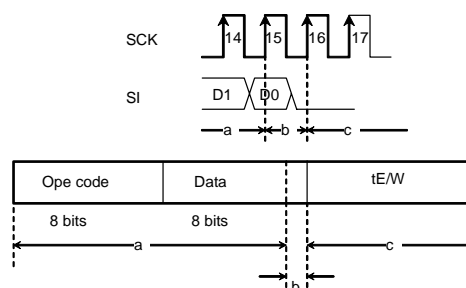 SCK 14 15 16 17
SI D1 D0
a b c
Ope code Data tE/W
8 bits 8 bits
a c
b